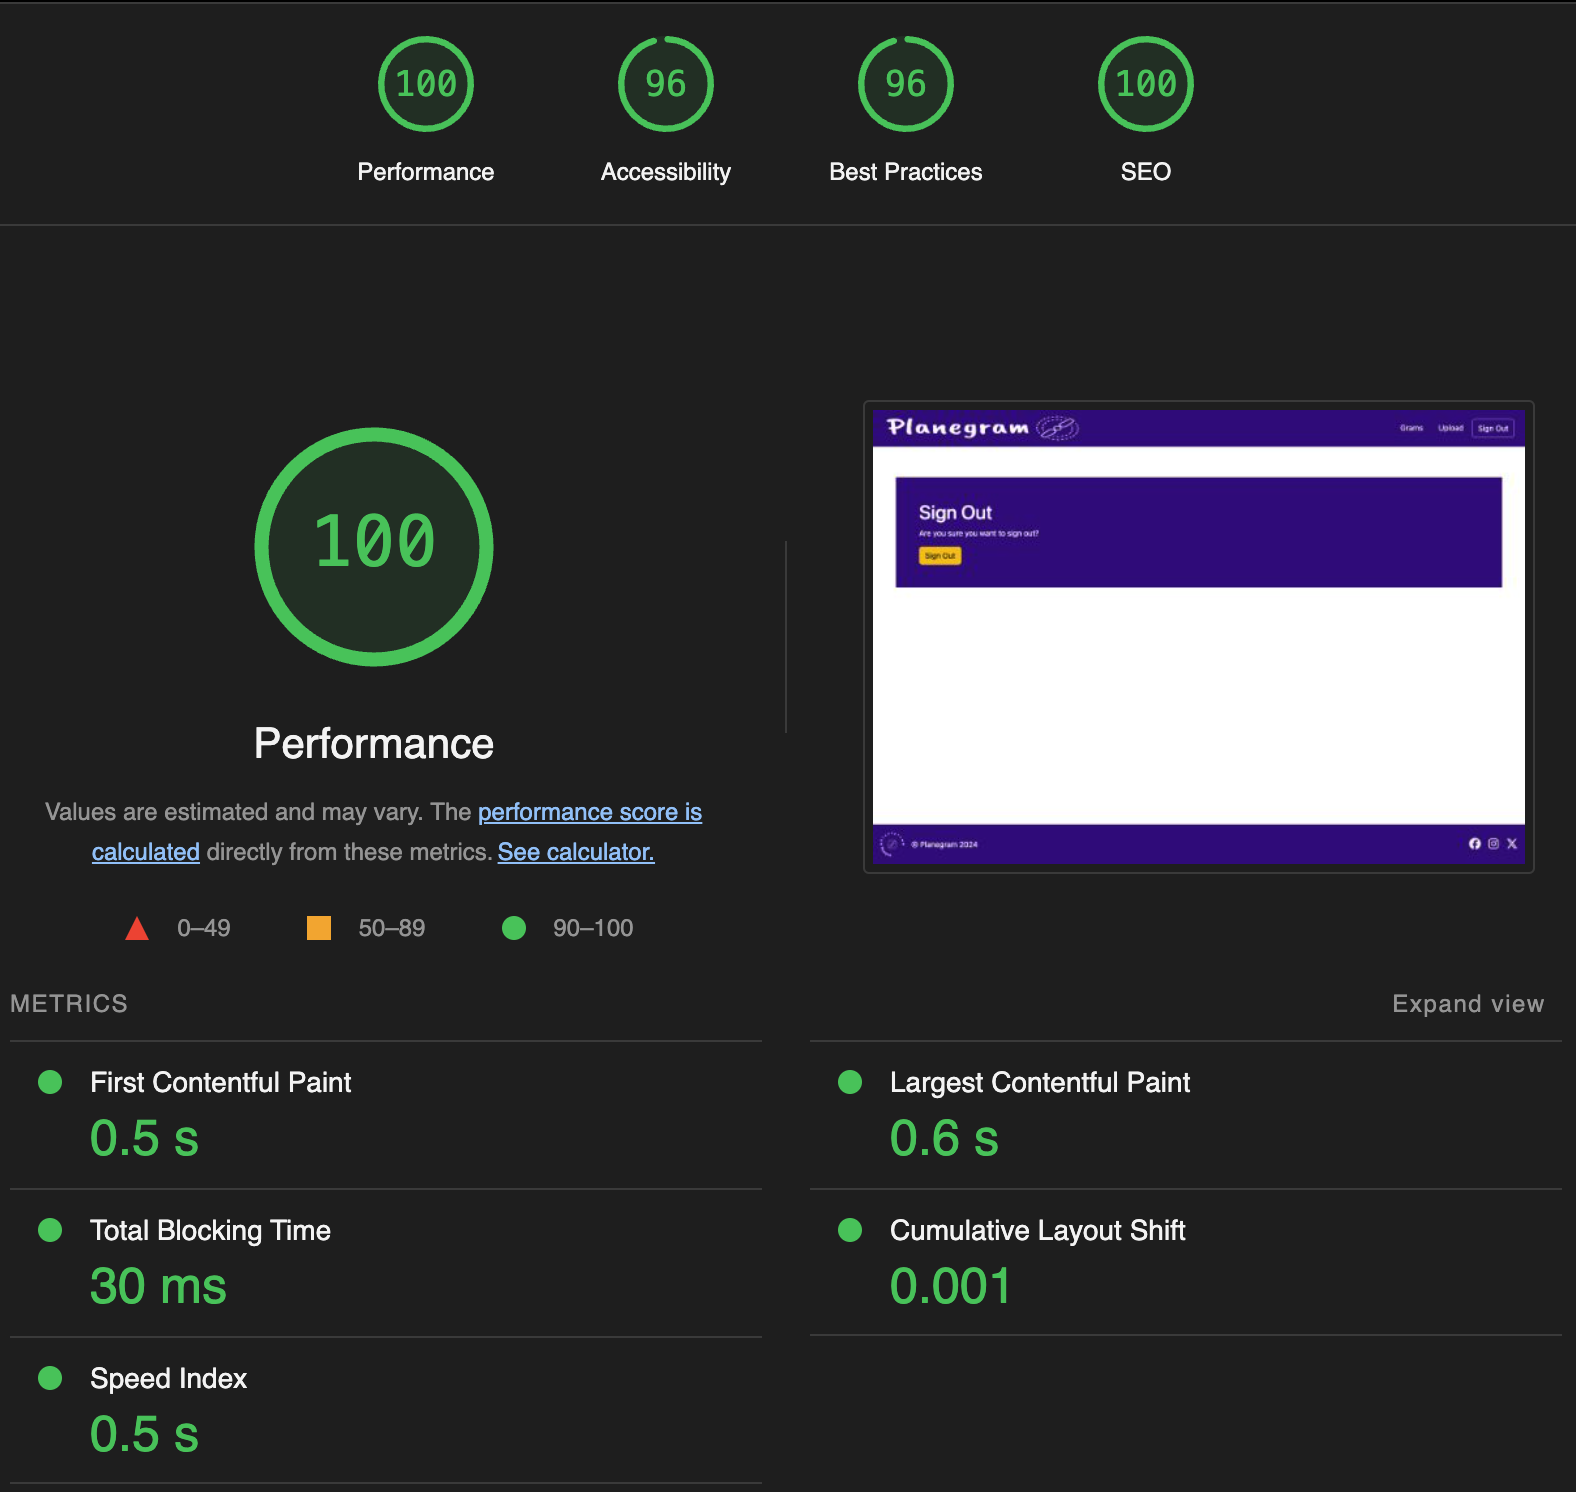 100 96 96 100
Performance Accessibility Best Practices SEO
100
Performance
Values are estimated and may vary. The performance score is
calculated directly from these metrics. See calculator.
0–49 50–89 90–100
Planegram
Grams Upload Sign Out
Sign Out
Are you sure you want to sign out?
Sign Out
© Planegram 2024
METRICS
Expand view
First Contentful Paint
0.5 s
Largest Contentful Paint
0.6 s
Total Blocking Time
30 ms
Cumulative Layout Shift
0.001
Speed Index
0.5 s